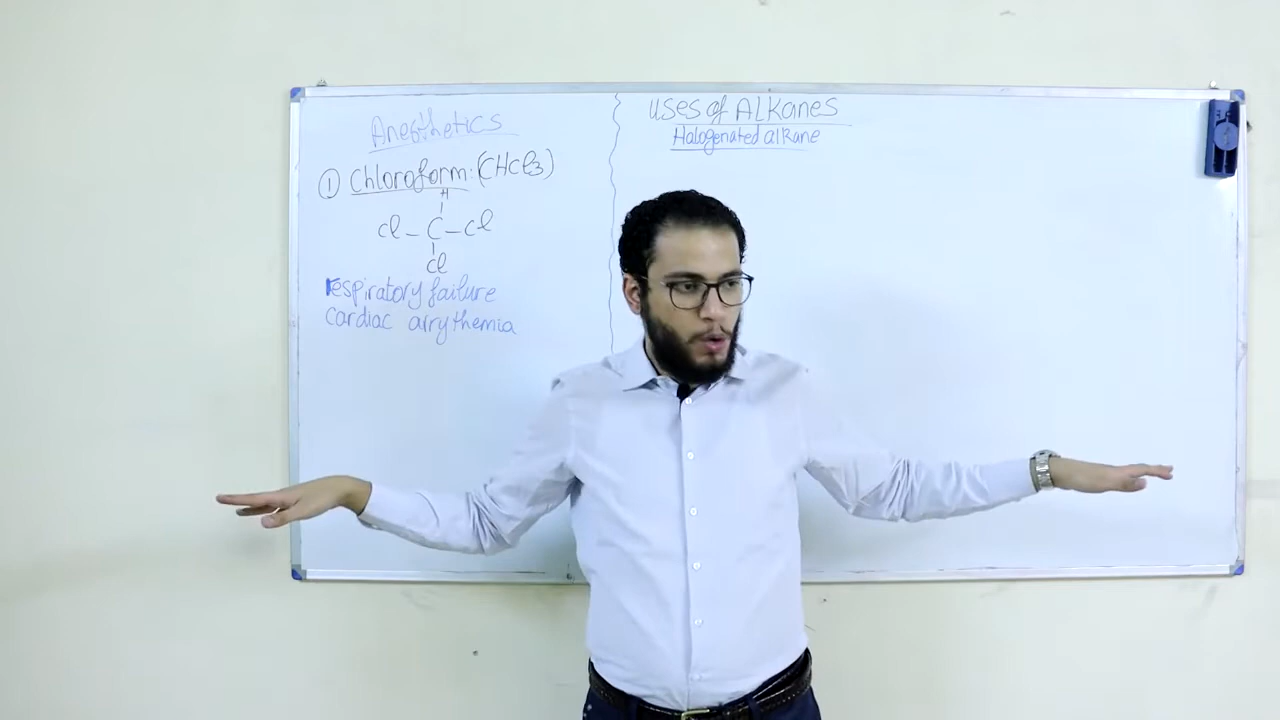 Anesthetics
① Chloroform: (CHCl3)
H
Cl - C - Cl
Cl
respiratory failure
cardiac arrythemia
Uses of Alkanes
Halogenated alkane